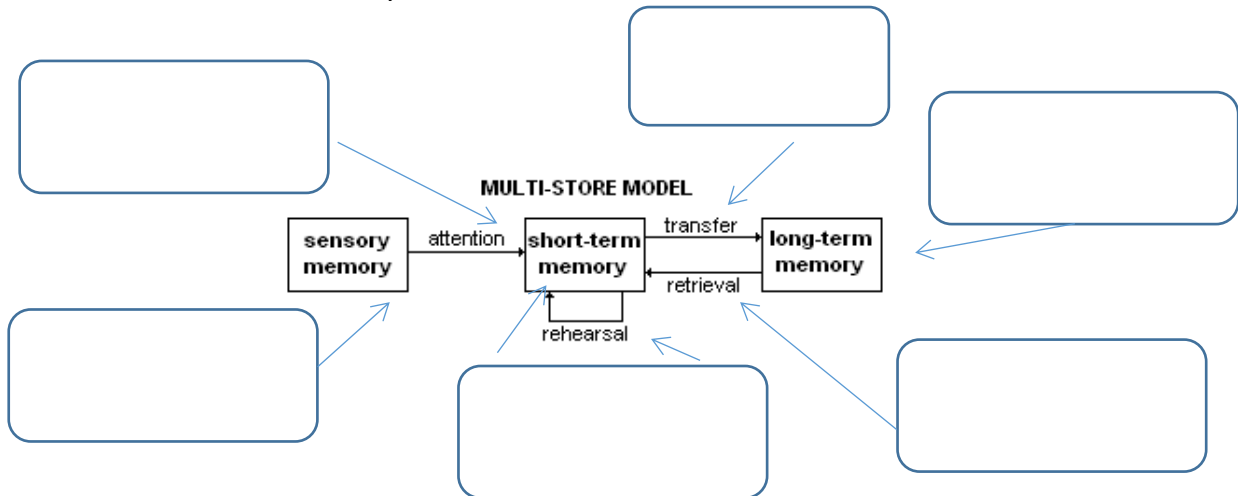 MULTI-STORE MODEL
sensory
memory
attention
short-term
memory
transfer
retrieval
long-term
memory
rehearsal